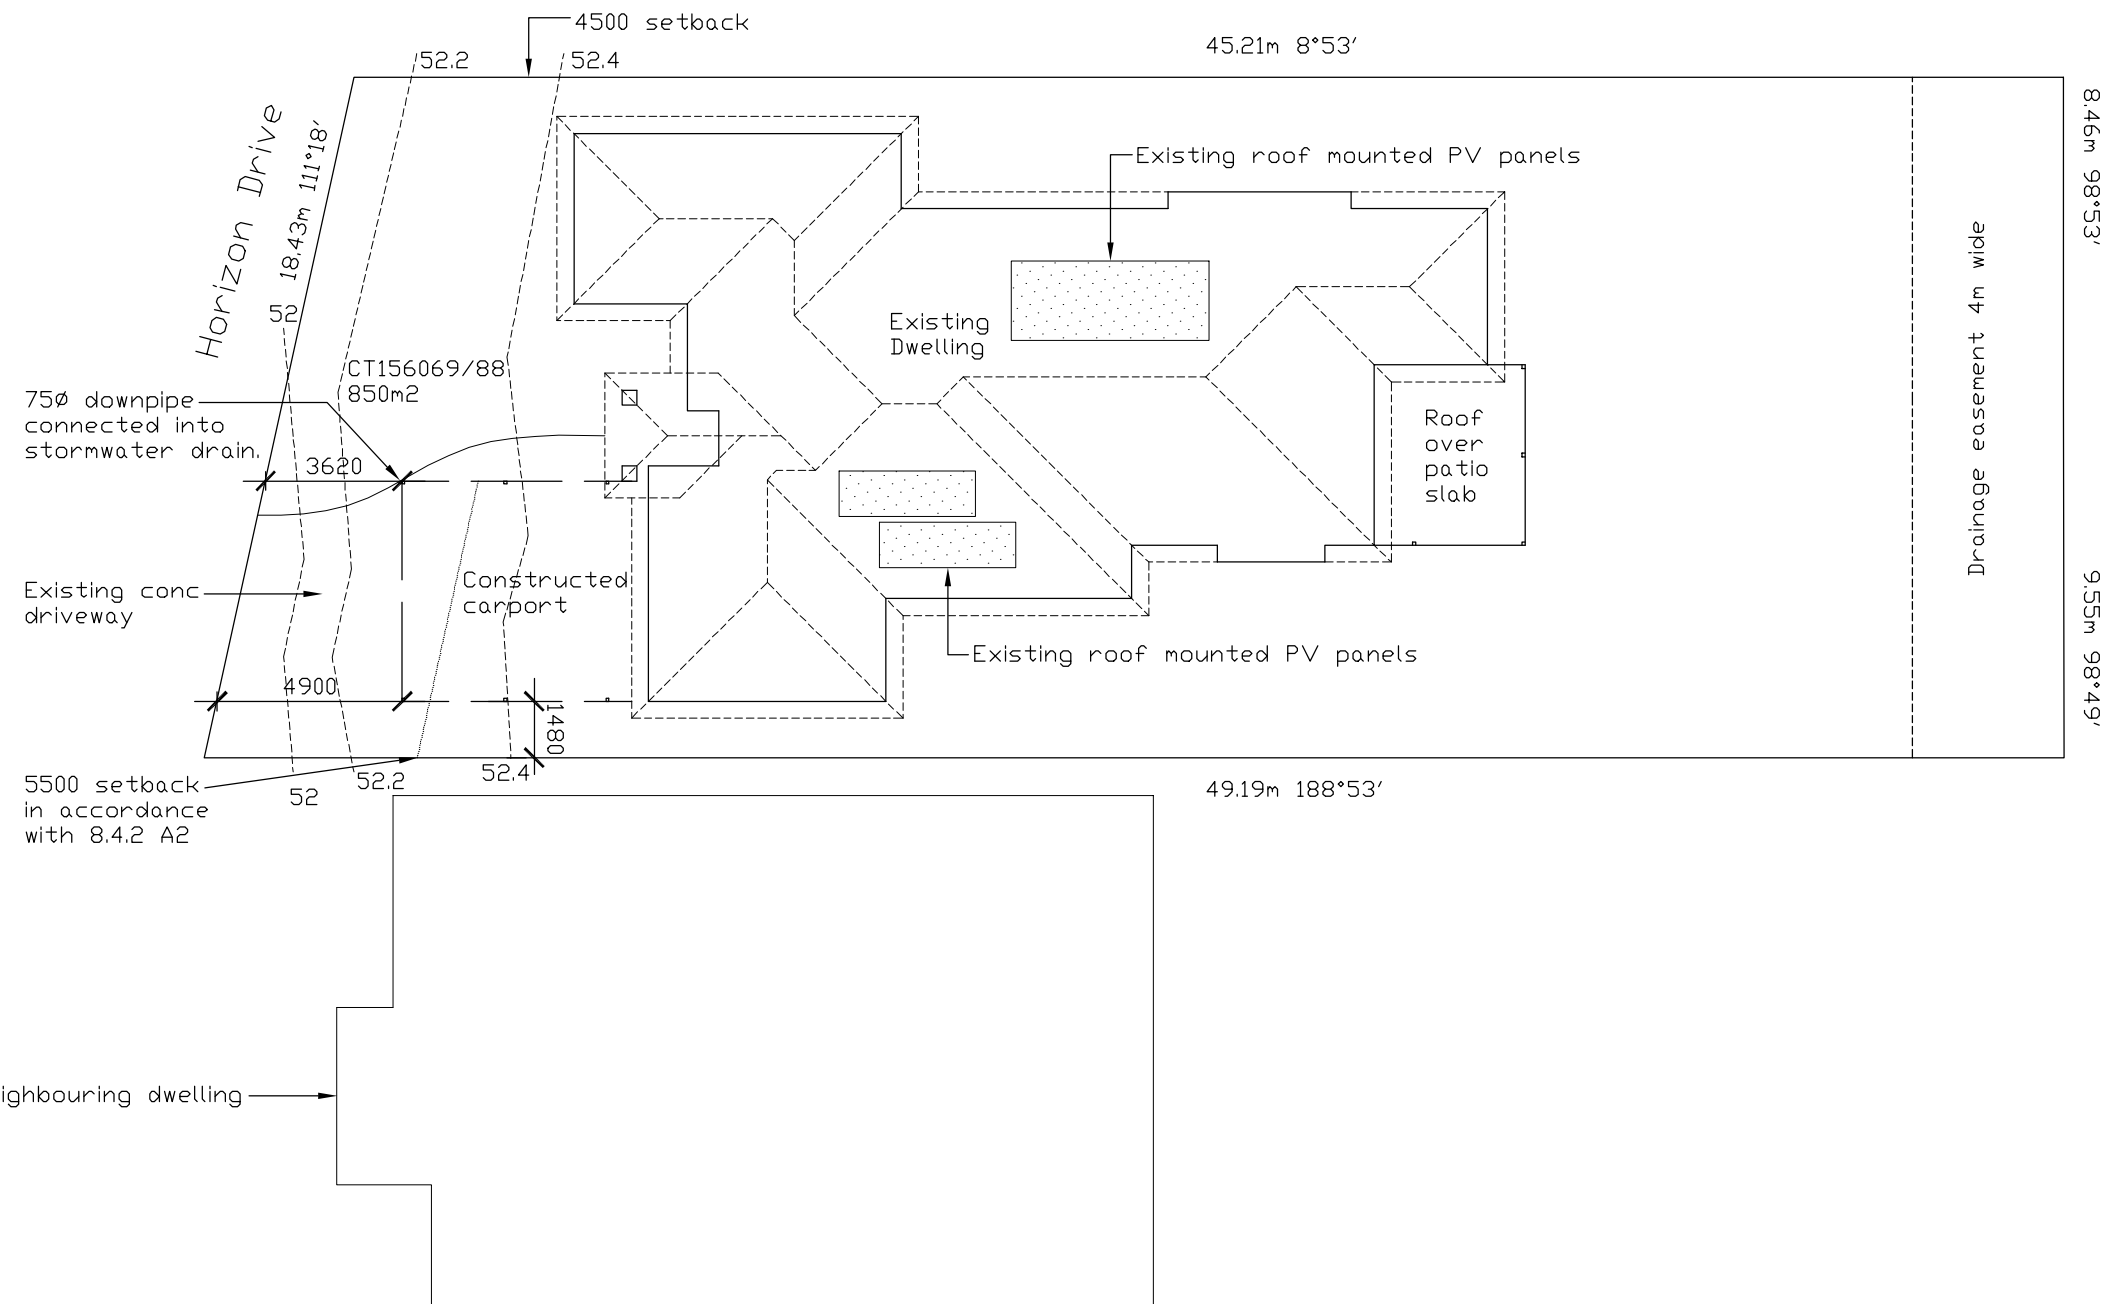 4500 setback
45.21m 8°53'
52.2
52.4
8.46m 98°53'
Horizon Drive
18.43m 111°18'
Existing roof mounted PV panels
Drainage easement 4m wide
52
Existing
Dwelling
CT156069/88
850m2
75Ø downpipe
connected into
stormwater drain.
3620
Roof
over
patio
slab
Existing conc
driveway
Constructed
carport
9.55m 98°49'
Existing roof mounted PV panels
4900
1480
5500 setback
in accordance
with 8.4.2 A2
52
52.2
52.4
49.19m 188°53'
ighbouring dwelling